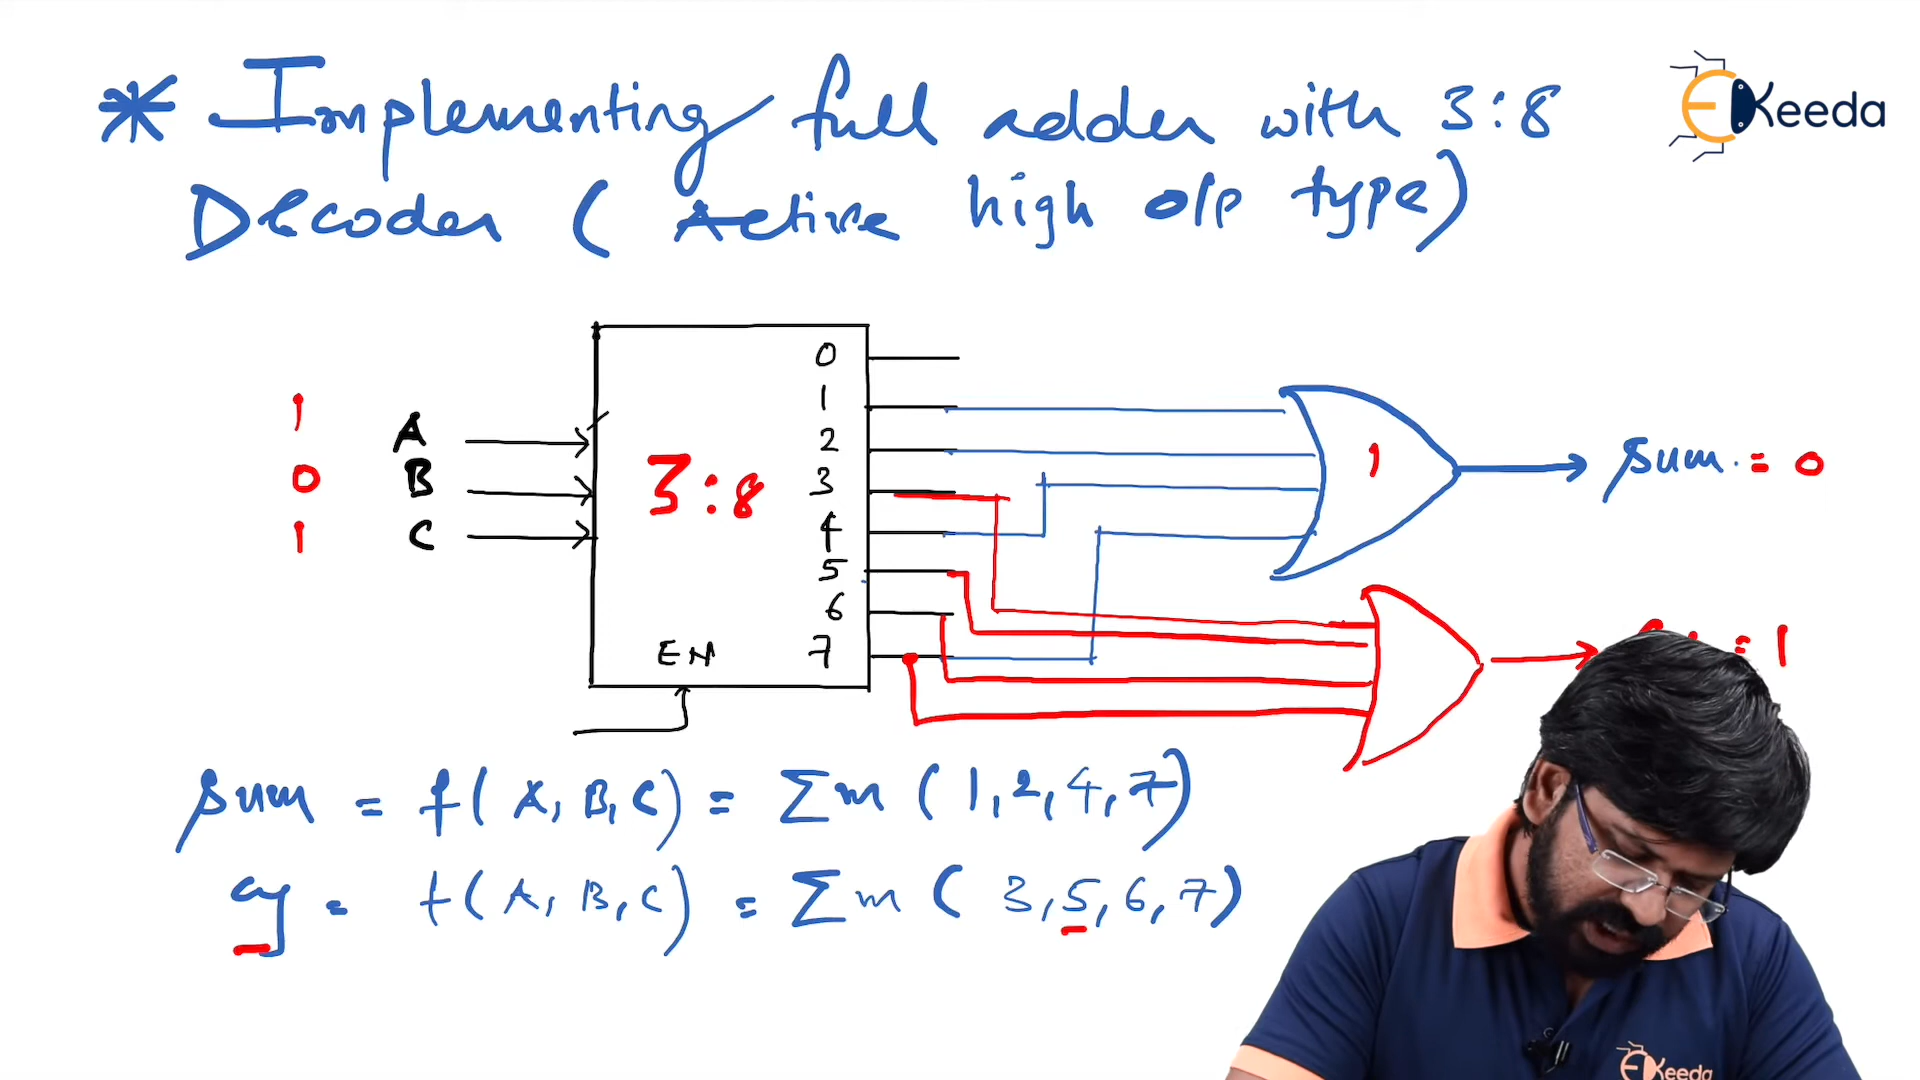 * Implementing full adder with 3:8
Decoder (Active high o/p type)
EKeeda
0
1
1
A
2
B
3
0
C
4
1
5
6
7
3:8
EN
1
sum. = 0
= 1
sum = f(A, B, C) = Σm (1, 2, 4, 7)
cy = f(A, B, C) = Σm (3, 5, 6, 7)
EKeeda